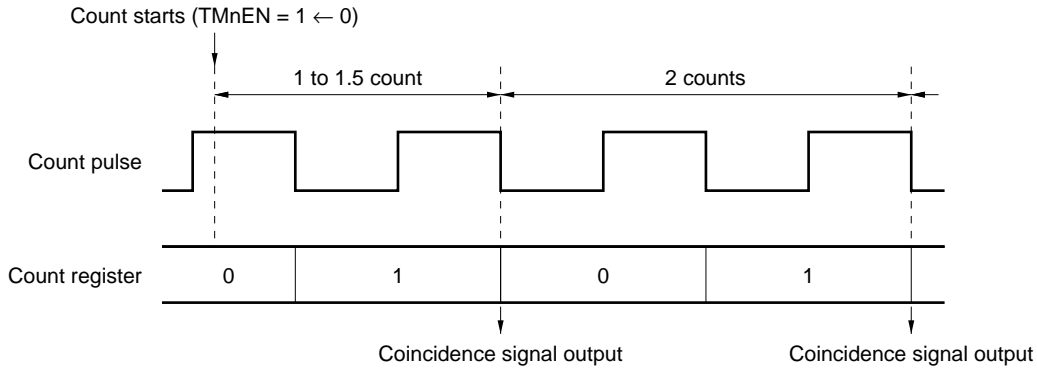 Count starts (TMnEN = 1 ← 0)
1 to 1.5 count
2 counts
Count pulse
Count register
0
1
0
1
Coincidence signal output
Coincidence signal output